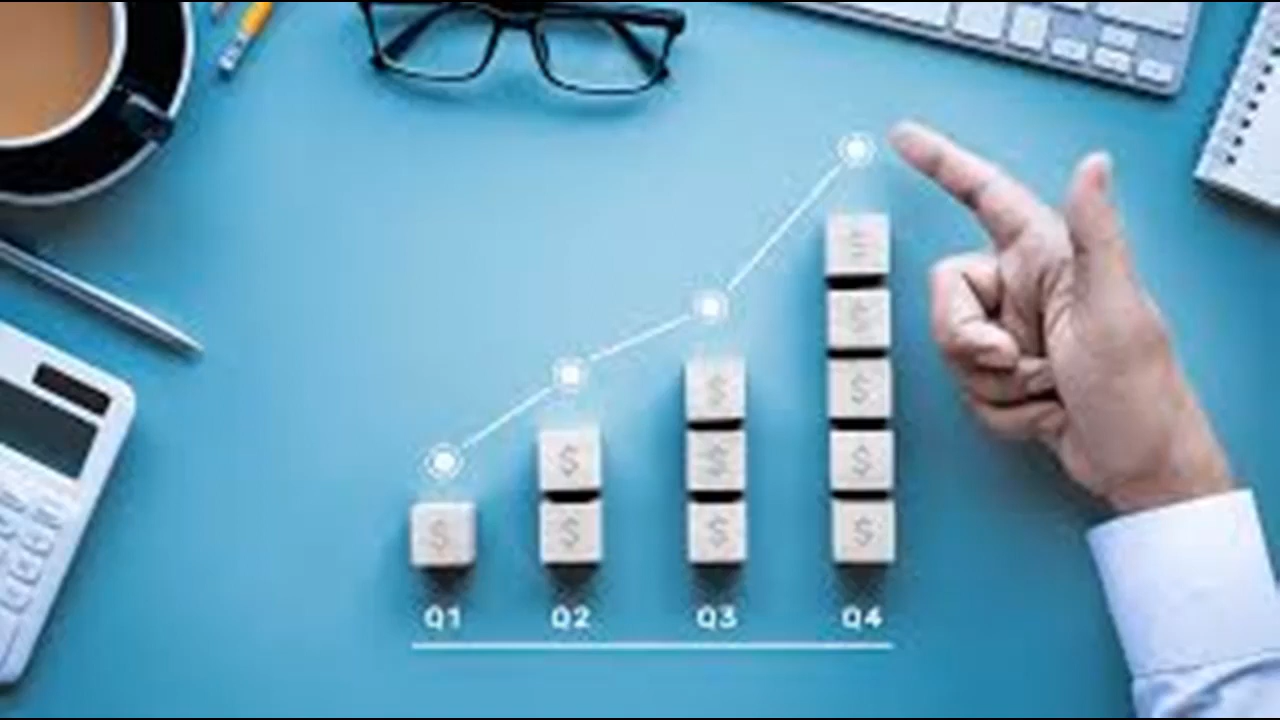 $
$
$ $
$ $ $
$ $ $ $
Q1 Q2 Q3 Q4